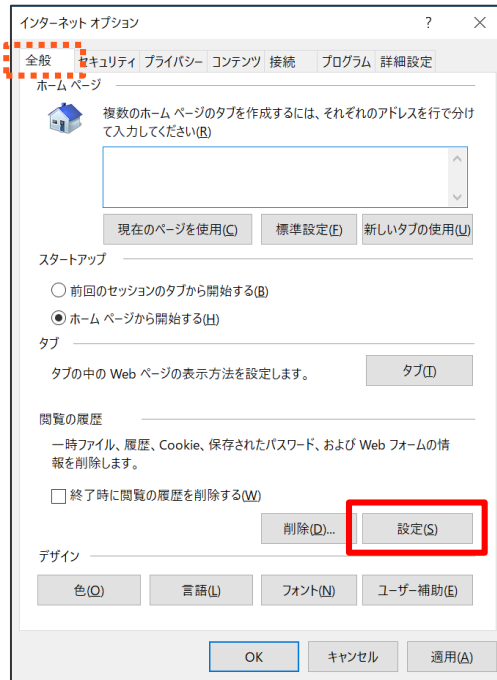 インターネット オプション ? ×
全般 セキュリティ プライバシー コンテンツ 接続 プログラム 詳細設定
ホーム ページ
複数のホーム ページのタブを作成するには、それぞれのアドレスを行で分け
て入力してください(R)
現在のページを使用(C) 標準設定(F) 新しいタブの使用(U)
スタートアップ
前回のセッションのタブから開始する(B)
ホーム ページから開始する(H)
タブ
タブの中の Web ページの表示方法を設定します。 タブ(T)
閲覧の履歴
一時ファイル、履歴、Cookie、保存されたパスワード、および Web フォームの情
報を削除します。
終了時に閲覧の履歴を削除する(W)
削除(D)... 設定(S)
デザイン
色(O) 言語(L) フォント(N) ユーザー補助(E)
OK キャンセル 適用(A)